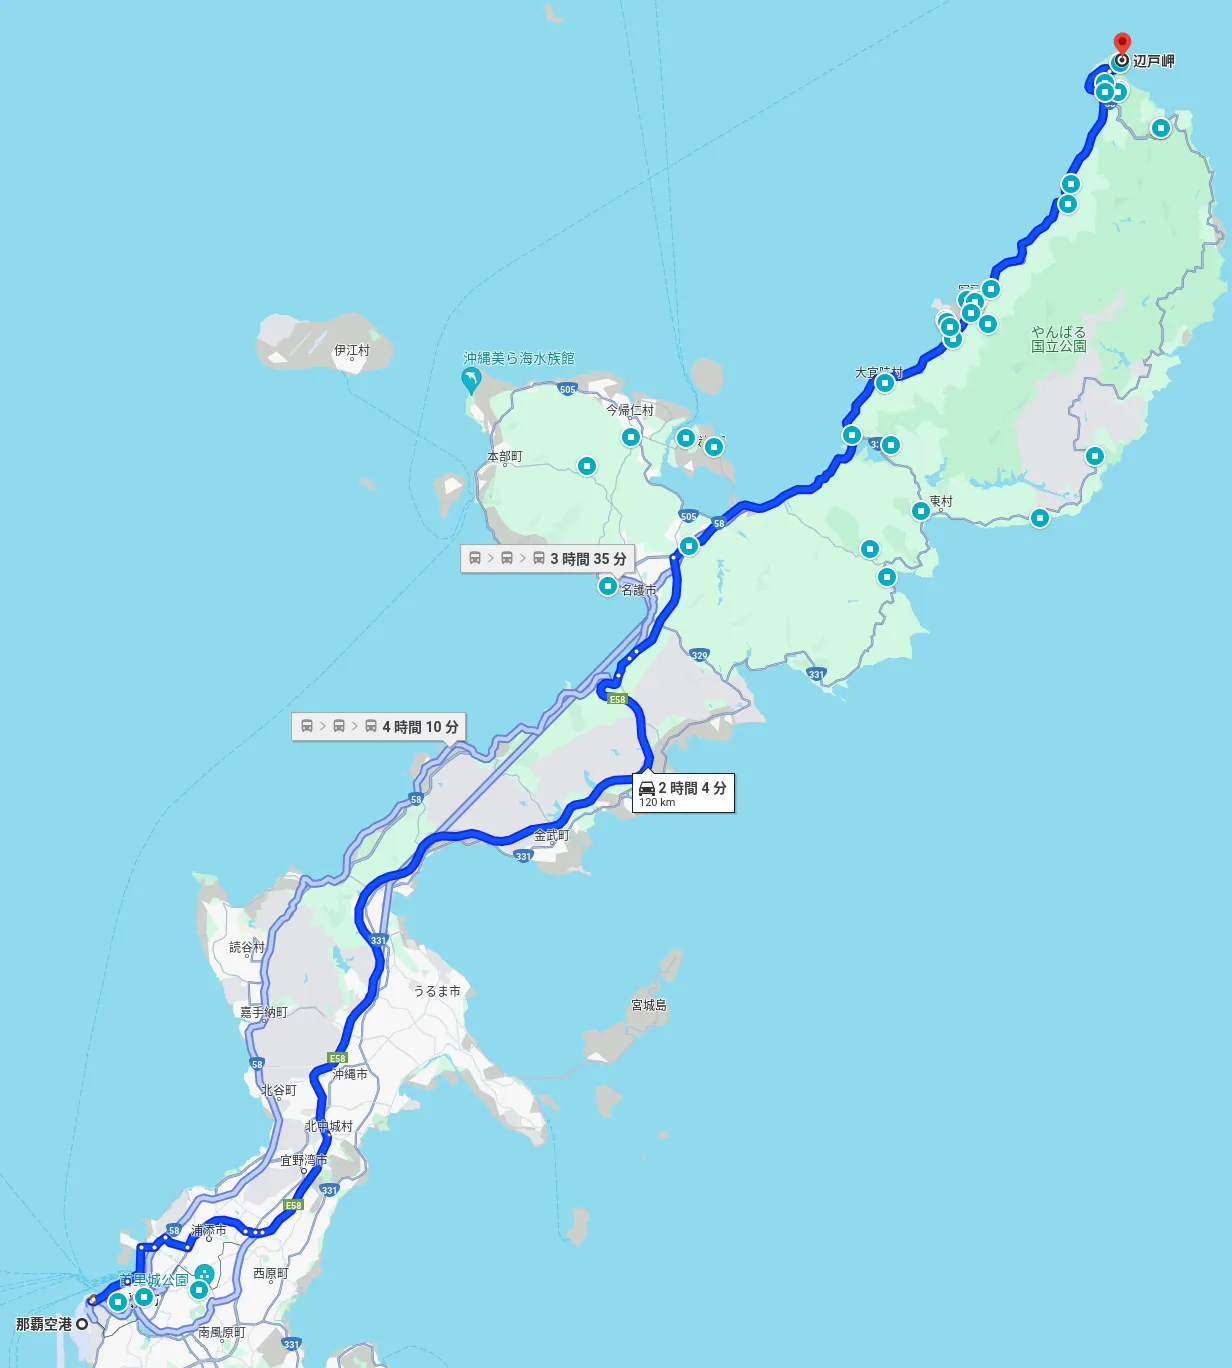 辺戸岬
やんばる
国立公園
伊江村
沖縄美ら海水族館
大宜味村
505
今帰仁村
本部町
東村
505
58
3 時間 35 分
名護市
329
331
E58
4 時間 10 分
2 時間 4 分
120 km
58
金武町
331
331
読谷村
うるま市
宮城島
嘉手納町
E58
58
沖縄市
北谷町
北中城村
宜野湾市
331
E58
58
浦添市
西原町
首里城公園
那覇空港
南風原町
331